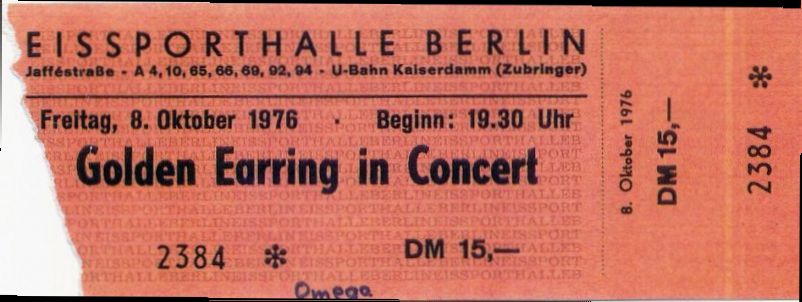 EISSPORTHALLE BERLIN
Jafféstraße - A 4, 10, 65, 66, 69, 92, 94 - U-Bahn Kaiserdamm (Zubringer)
Freitag, 8. Oktober 1976 · Beginn: 19.30 Uhr
Golden Earring in Concert
2384 * DM 15,—
Omega
8. Oktober 1976
DM 15,—
2384 *